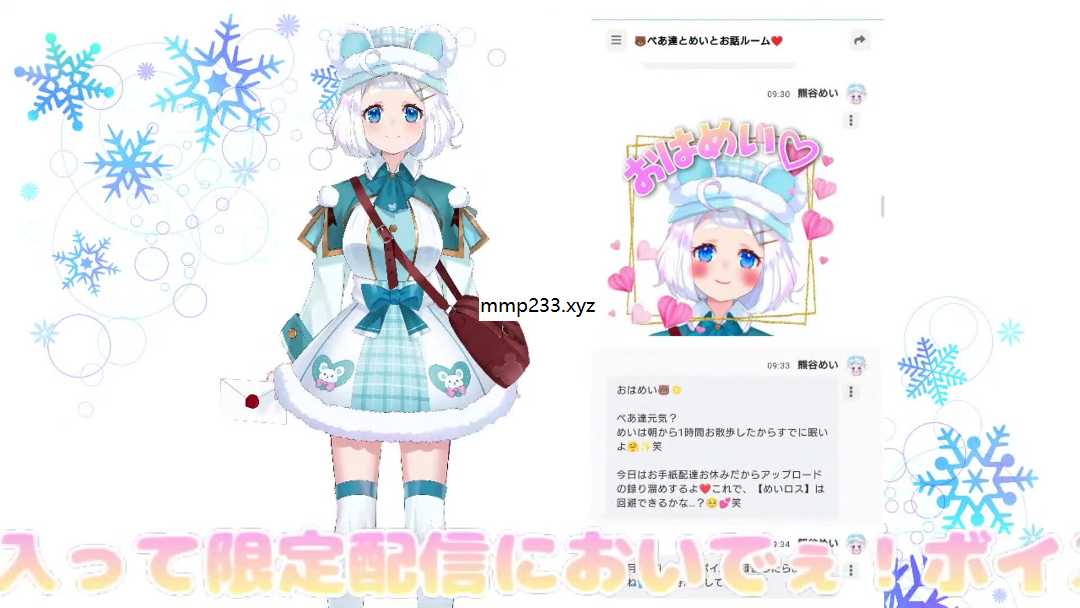 🐻ぺあ達とめいとお話ルーム❤️
09:30 熊谷めい
おはめい♡
mmp233.xyz
09:33 熊谷めい
おはめい🐻☀️
ぺあ達元気？
めいは朝から1時間お散歩したからすでに眠い
よ🤗✨笑
今日はお手紙配達お休みだからアップロード
の録り溜めするよ❤️これで、【めいロス】は
回避できるかな…？🥺💕笑
9:34 熊谷めい
入って限定配信においでぇ！ボイ